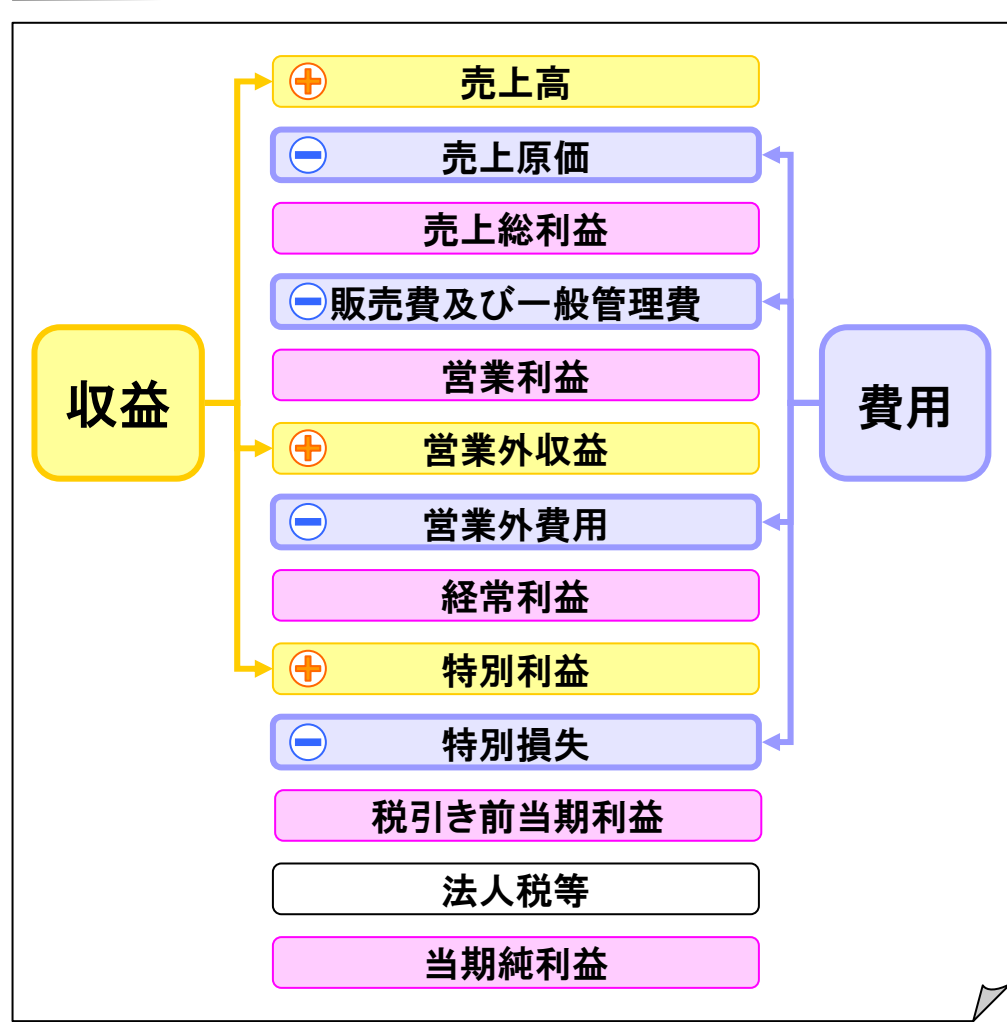 売上高
売上原価
売上総利益
販売費及び一般管理費
営業利益
収益
費用
営業外収益
営業外費用
経常利益
特別利益
特別損失
税引き前当期利益
法人税等
当期純利益